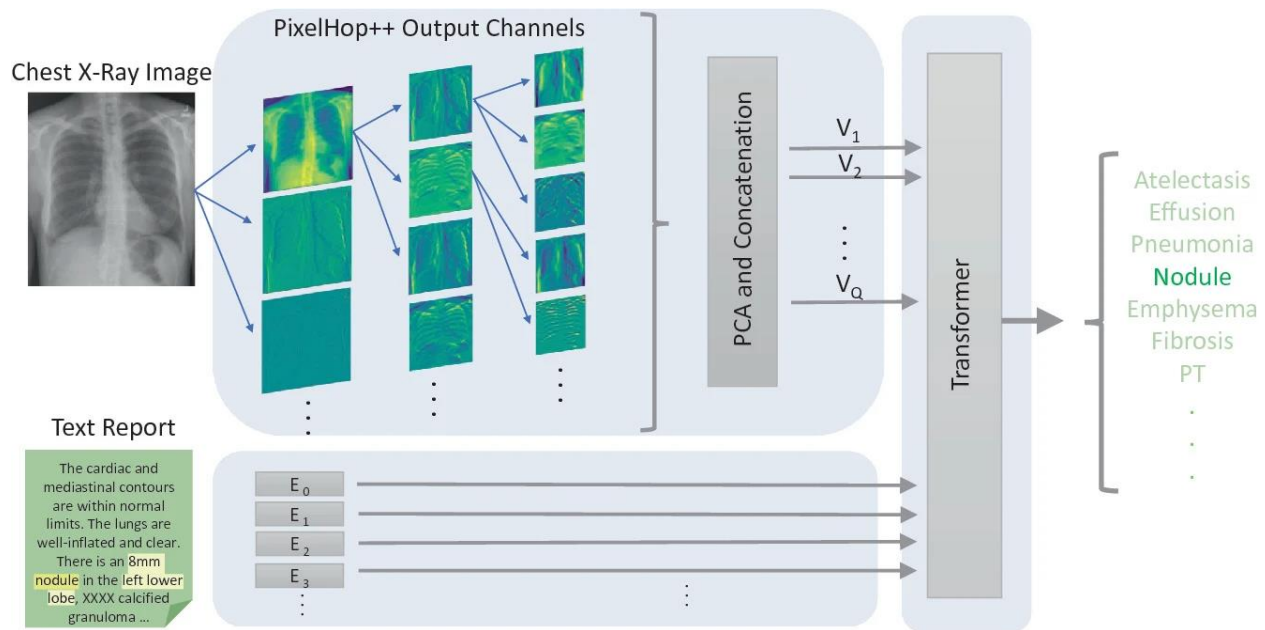 PixelHop++ Output Channels
Chest X-Ray Image
PCA and Concatenation
V1
V2
VQ
Transformer
Atelectasis
Effusion
Pneumonia
Nodule
Emphysema
Fibrosis
PT
Text Report
The cardiac and
mediastinal contours
are within normal
limits. The lungs are
well-inflated and clear.
There is an 8mm
nodule in the left lower
lobe, XXXX calcified
granuloma ...
E0
E1
E2
E3